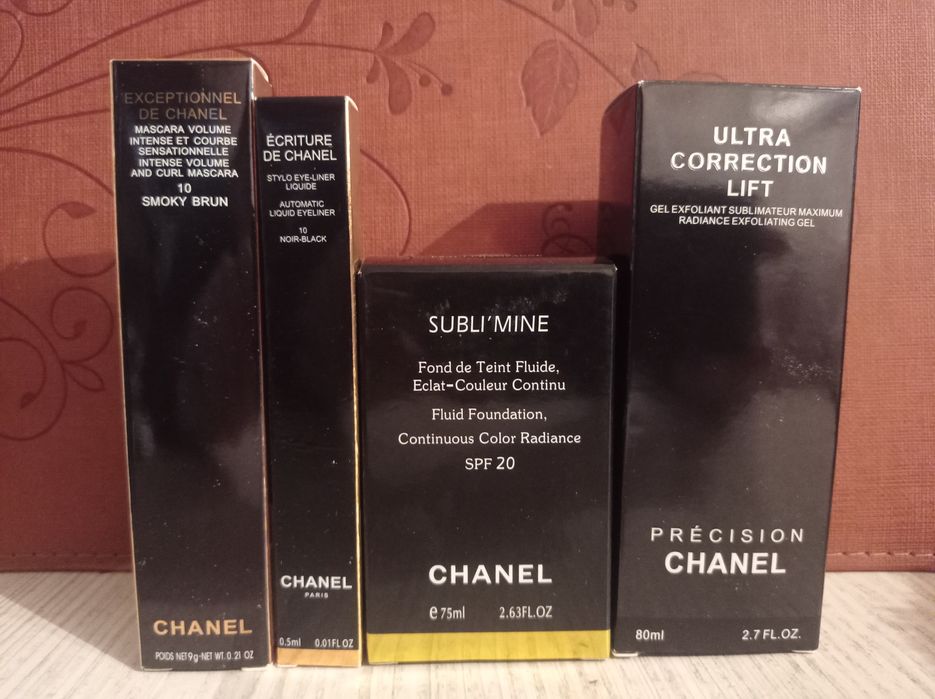 EXCEPTIONNEL
DE CHANEL
MASCARA VOLUME
INTENSE ET COURBE
SENSATIONNELLE
INTENSE VOLUME
AND CURL MASCARA
10
SMOKY BRUN
CHANEL
POIDS NET9g-NET WT. 0.21 OZ
ÉCRITURE
DE CHANEL
STYLO EYE-LINER
LIQUIDE
AUTOMATIC
LIQUID EYELINER
10
NOIR-BLACK
CHANEL
PARIS
0.5ml 0.01FL OZ
SUBLI'MINE
Fond de Teint Fluide,
Eclat-Couleur Continu
Fluid Foundation,
Continuous Color Radiance
SPF 20
CHANEL
e 75ml 2.63FL.OZ
ULTRA
CORRECTION
LIFT
GEL EXFOLIANT SUBLIMATEUR MAXIMUM
RADIANCE EXFOLIATING GEL
PRÉCISION
CHANEL
80ml 2.7 FL.OZ.